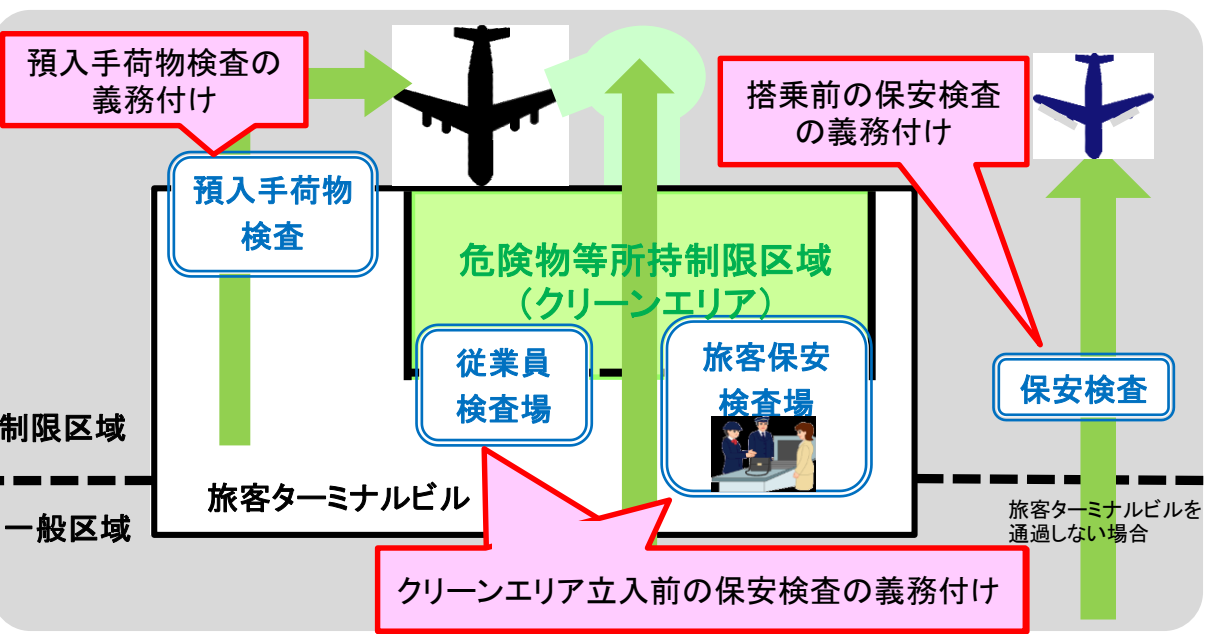 預入手荷物検査の
義務付け
搭乗前の保安検査
の義務付け
預入手荷物
検査
危険物等所持制限区域
（クリーンエリア）
従業員
検査場
旅客保安
検査場
保安検査
制限区域
旅客ターミナルビル
一般区域
旅客ターミナルビルを
通過しない場合
クリーンエリア立入前の保安検査の義務付け